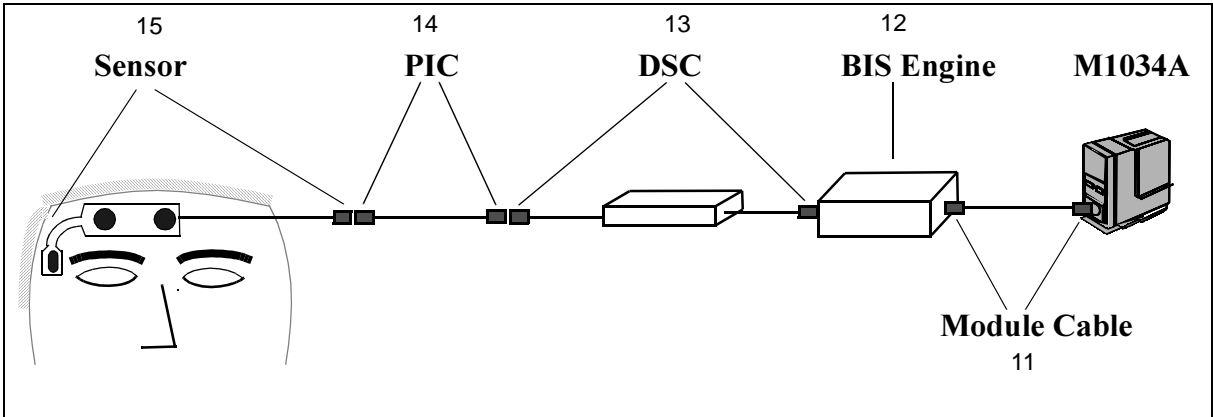 15 14 13 12
Sensor PIC DSC BIS Engine M1034A
Module Cable
11